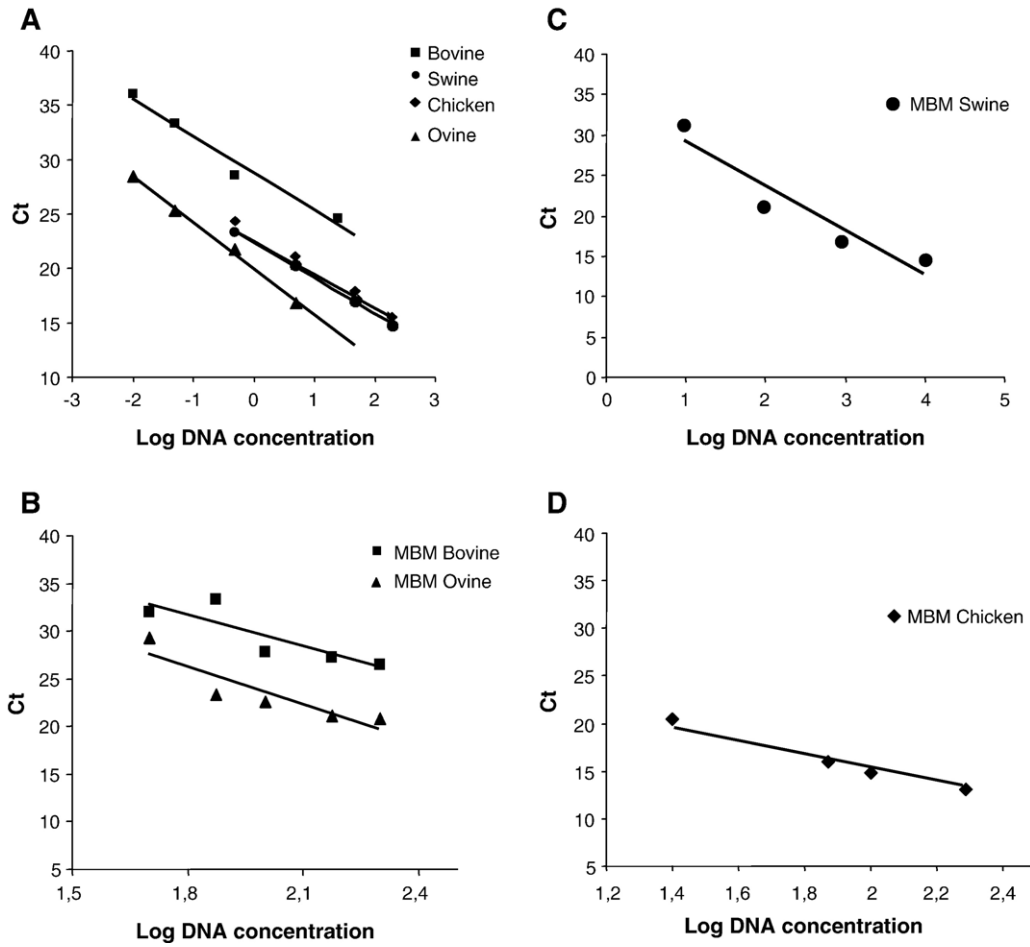 A
40
35
30
25
20
15
10
Ct
-3
-2
-1
0
1
2
3
Log DNA concentration
Bovine
Swine
Chicken
Ovine
C
40
35
30
25
20
15
10
5
0
Ct
0
1
2
3
4
5
Log DNA concentration
MBM Swine
B
40
35
30
25
20
15
10
5
Ct
1,5
1,8
2,1
2,4
Log DNA concentration
MBM Bovine
MBM Ovine
D
40
35
30
25
20
15
10
5
Ct
1,2
1,4
1,6
1,8
2
2,2
2,4
Log DNA concentration
MBM Chicken